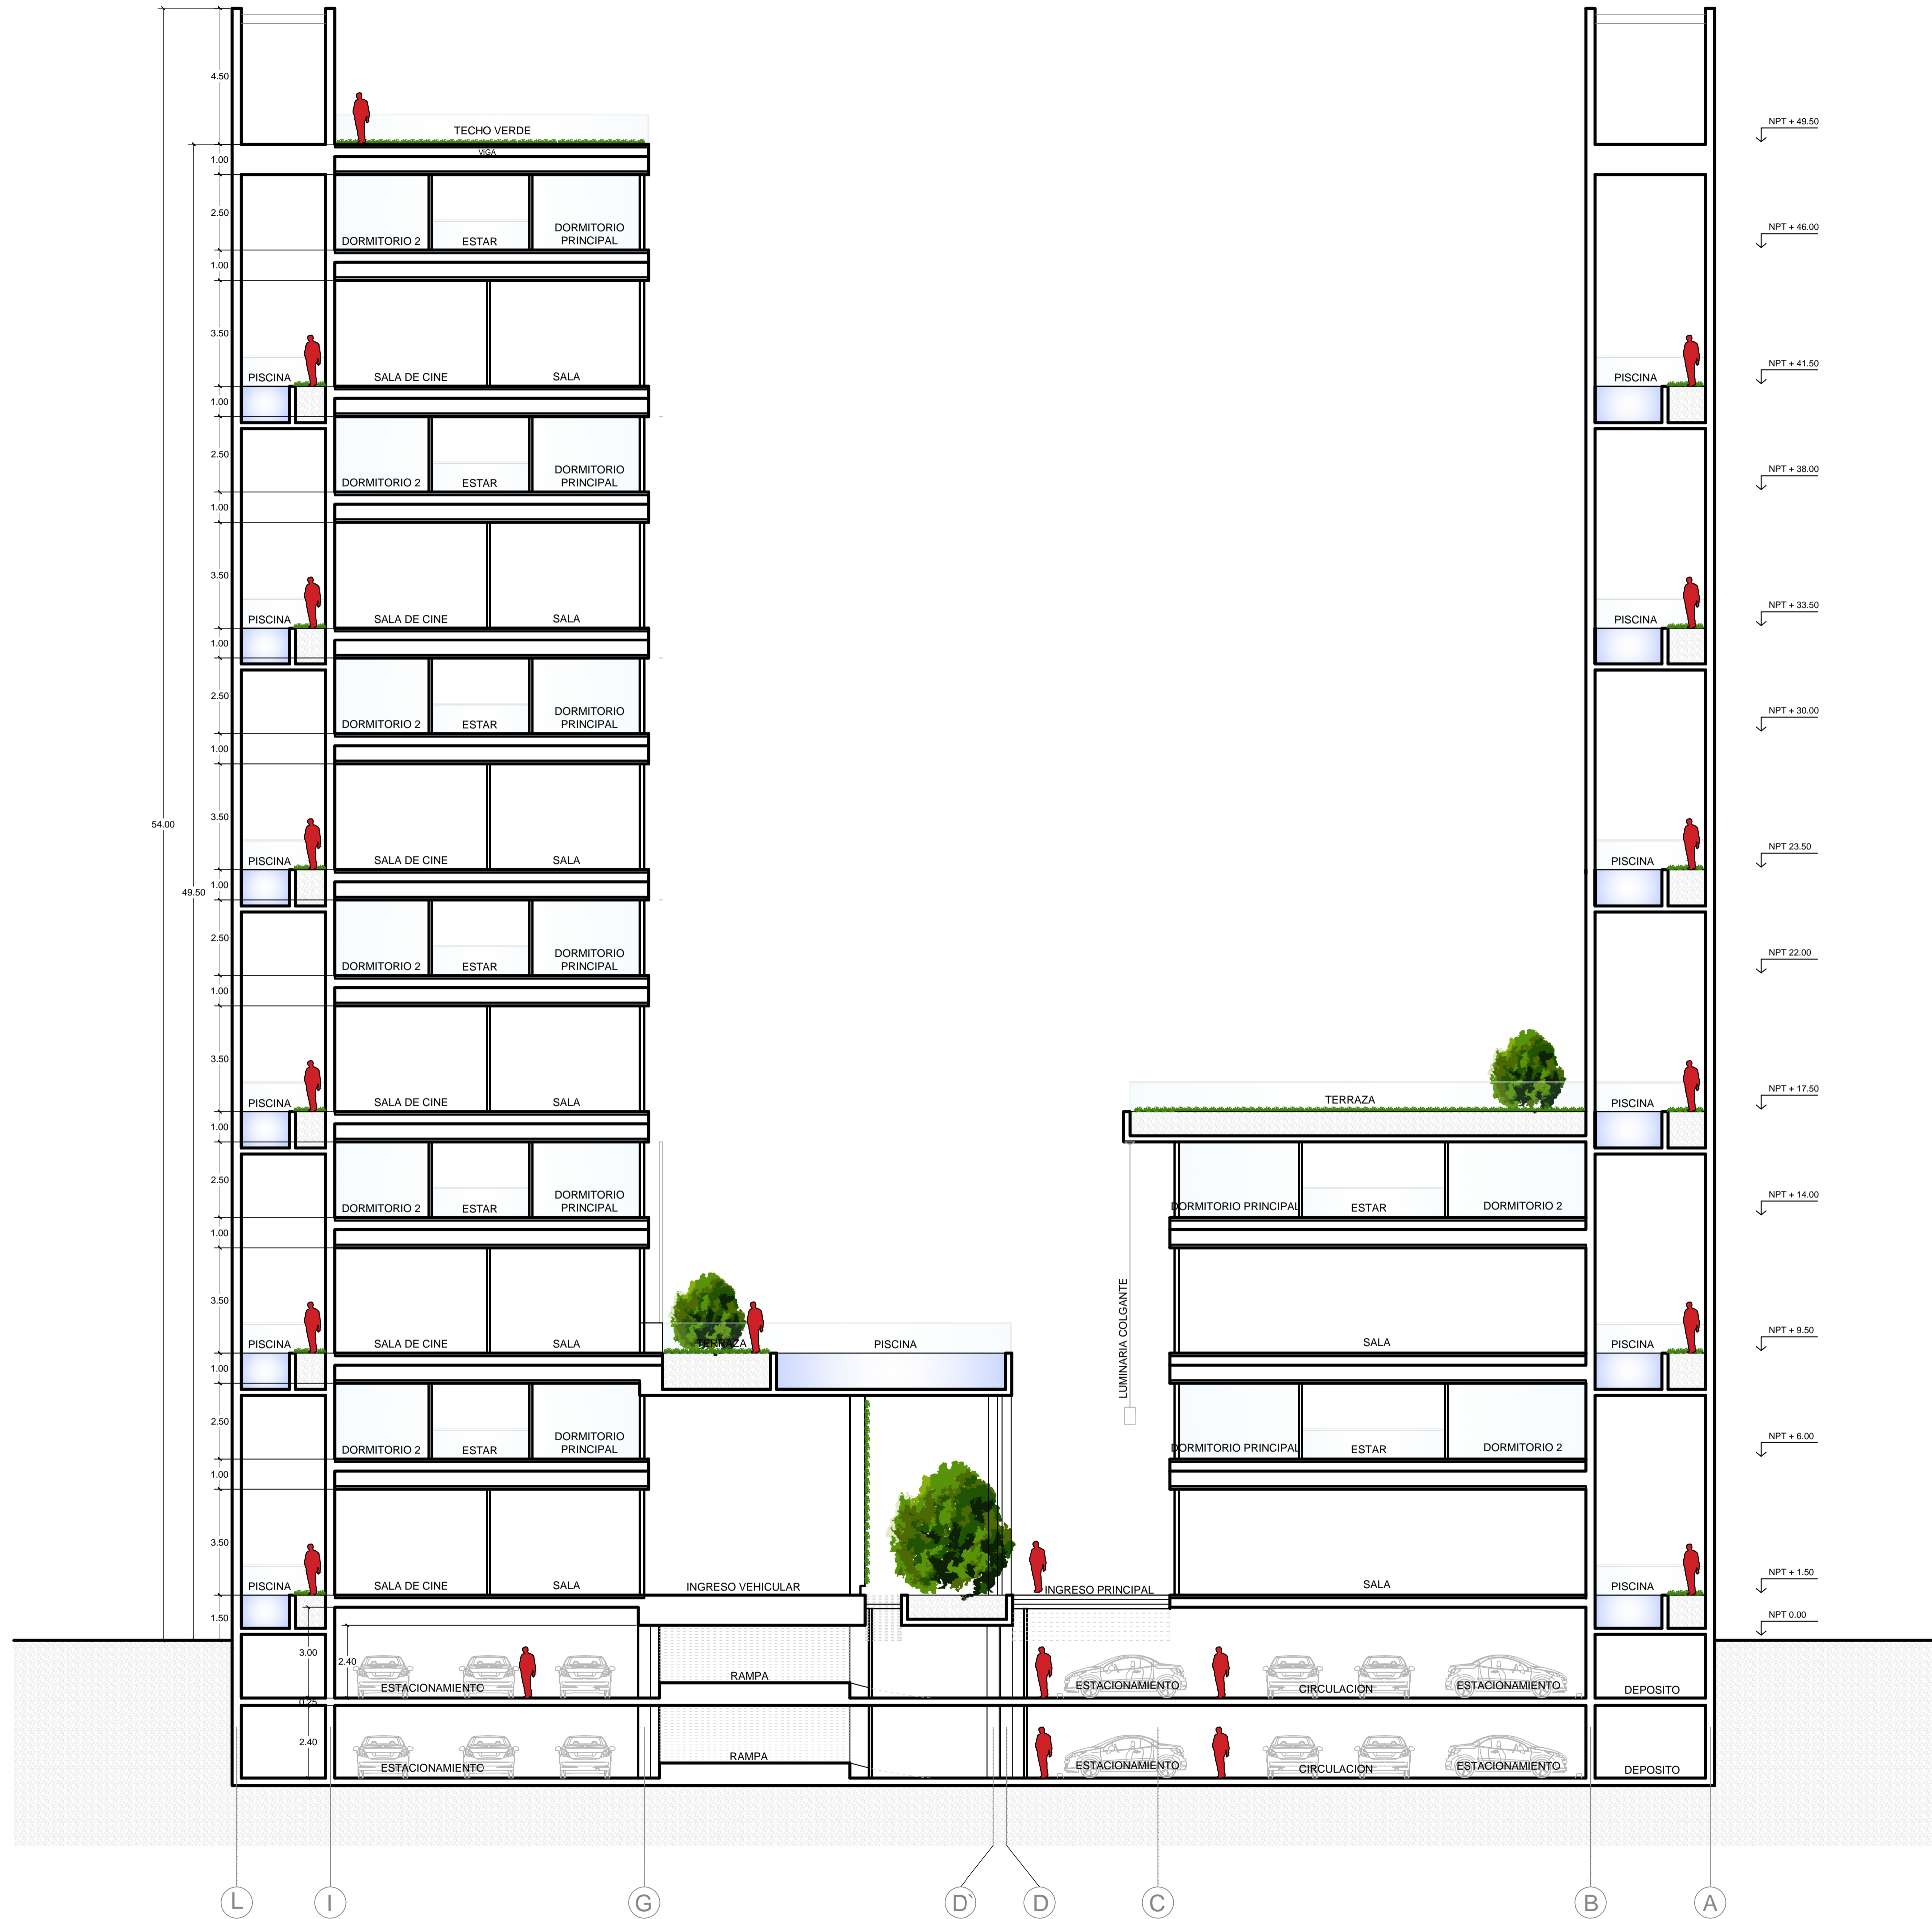 4.50
TECHO VERDE
NPT + 49.50
VIGA
1.00
2.50
DORMITORIO 2
ESTAR
DORMITORIO
PRINCIPAL
NPT + 46.00
1.00
3.50
PISCINA
SALA DE CINE
SALA
PISCINA
NPT + 41.50
1.00
2.50
DORMITORIO 2
ESTAR
DORMITORIO
PRINCIPAL
NPT + 38.00
1.00
3.50
PISCINA
SALA DE CINE
SALA
PISCINA
NPT + 33.50
1.00
2.50
DORMITORIO 2
ESTAR
DORMITORIO
PRINCIPAL
NPT + 30.00
1.00
54.00
3.50
PISCINA
SALA DE CINE
SALA
PISCINA
NPT 23.50
49.50
1.00
2.50
DORMITORIO 2
ESTAR
DORMITORIO
PRINCIPAL
NPT 22.00
1.00
3.50
PISCINA
SALA DE CINE
SALA
TERRAZA
PISCINA
NPT + 17.50
1.00
2.50
DORMITORIO 2
ESTAR
DORMITORIO
PRINCIPAL
DORMITORIO PRINCIPAL
ESTAR
DORMITORIO 2
NPT + 14.00
1.00
3.50
PISCINA
SALA DE CINE
SALA
TERRAZA
PISCINA
LUMINARIA COLGANTE
SALA
PISCINA
NPT + 9.50
1.00
2.50
DORMITORIO 2
ESTAR
DORMITORIO
PRINCIPAL
DORMITORIO PRINCIPAL
ESTAR
DORMITORIO 2
NPT + 6.00
1.00
3.50
PISCINA
SALA DE CINE
SALA
INGRESO VEHICULAR
INGRESO PRINCIPAL
SALA
PISCINA
NPT + 1.50
1.50
NPT 0.00
3.00
2.40
ESTACIONAMIENTO
RAMPA
ESTACIONAMIENTO
CIRCULACION
ESTACIONAMIENTO
DEPOSITO
0.25
2.40
ESTACIONAMIENTO
RAMPA
ESTACIONAMIENTO
CIRCULACION
ESTACIONAMIENTO
DEPOSITO
L
I
G
D`
D
C
B
A